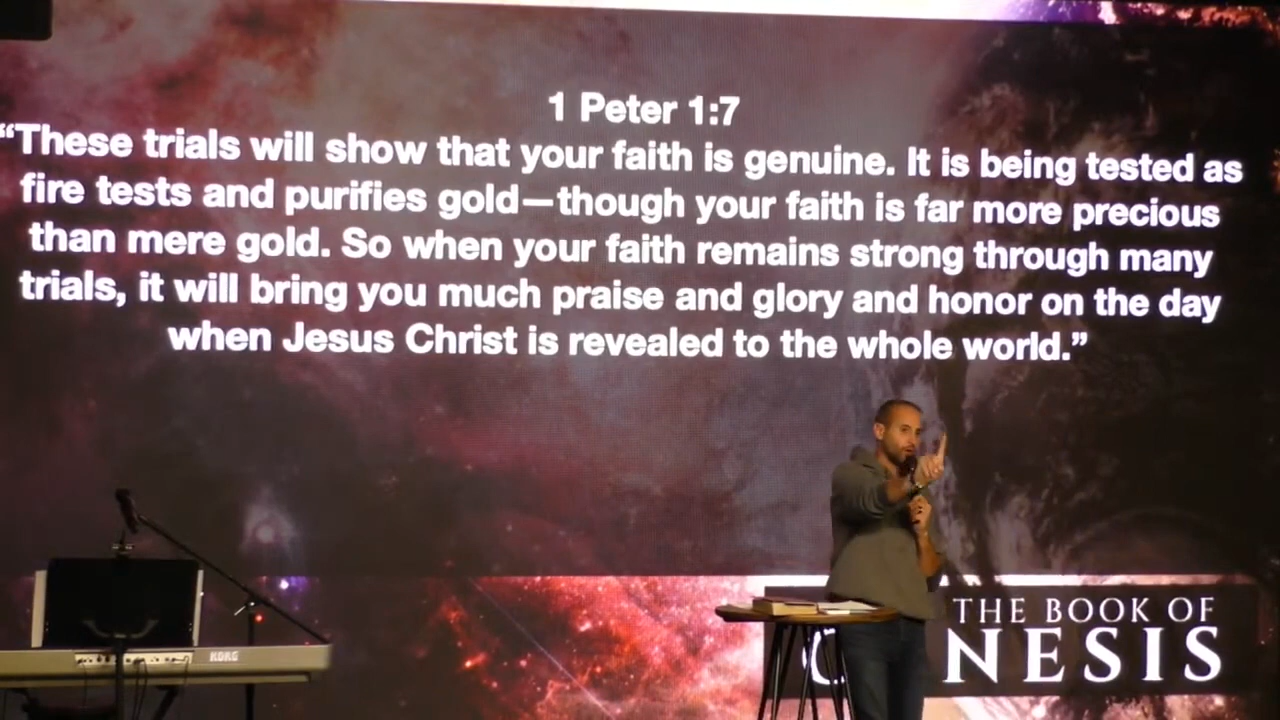 1 Peter 1:7
“These trials will show that your faith is genuine. It is being tested as
fire tests and purifies gold—though your faith is far more precious
than mere gold. So when your faith remains strong through many
trials, it will bring you much praise and glory and honor on the day
when Jesus Christ is revealed to the whole world.”
THE BOOK OF
G NESIS
KORG